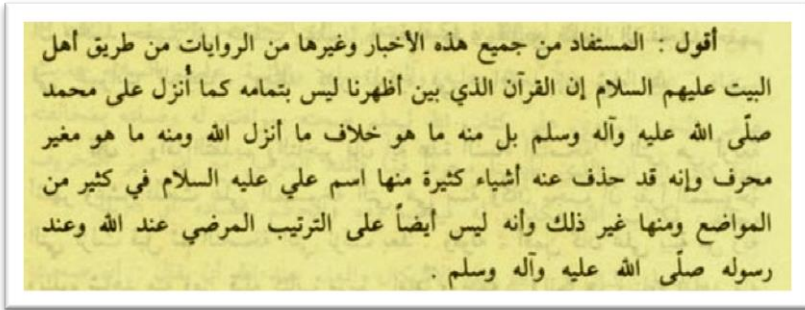 أقول : المستفاد من جميع هذه الأخبار وغيرها من الروايات من طريق أهل
البيت عليهم السلام إن القرآن الذي بين أظهرنا ليس بتمامه كما أُنزل على محمد
صلّى الله عليه وآله وسلم بل منه ما هو خلاف ما أنزل الله ومنه ما هو مغير
محرف وإنه قد حذف عنه أشياء كثيرة منها اسم علي عليه السلام في كثير من
المواضع ومنها غير ذلك وأنه ليس أيضاً على الترتيب المرضي عند الله وعند
رسوله صلّى الله عليه وآله وسلم .